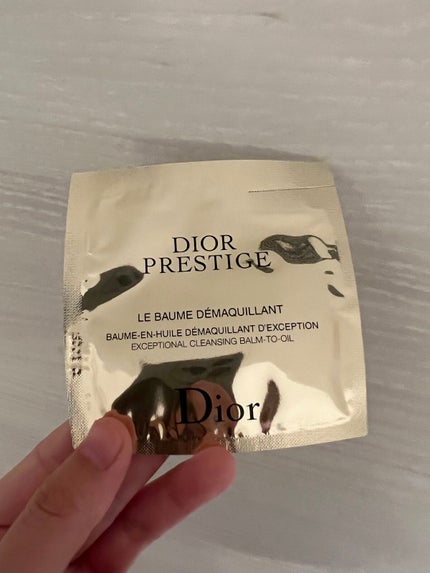 DIOR
PRESTIGE
LE BAUME DÉMAQUILLANT
BAUME-EN-HUILE DÉMAQUILLANT D'EXCEPTION
EXCEPTIONAL CLEANSING BALM-TO-OIL
Dior